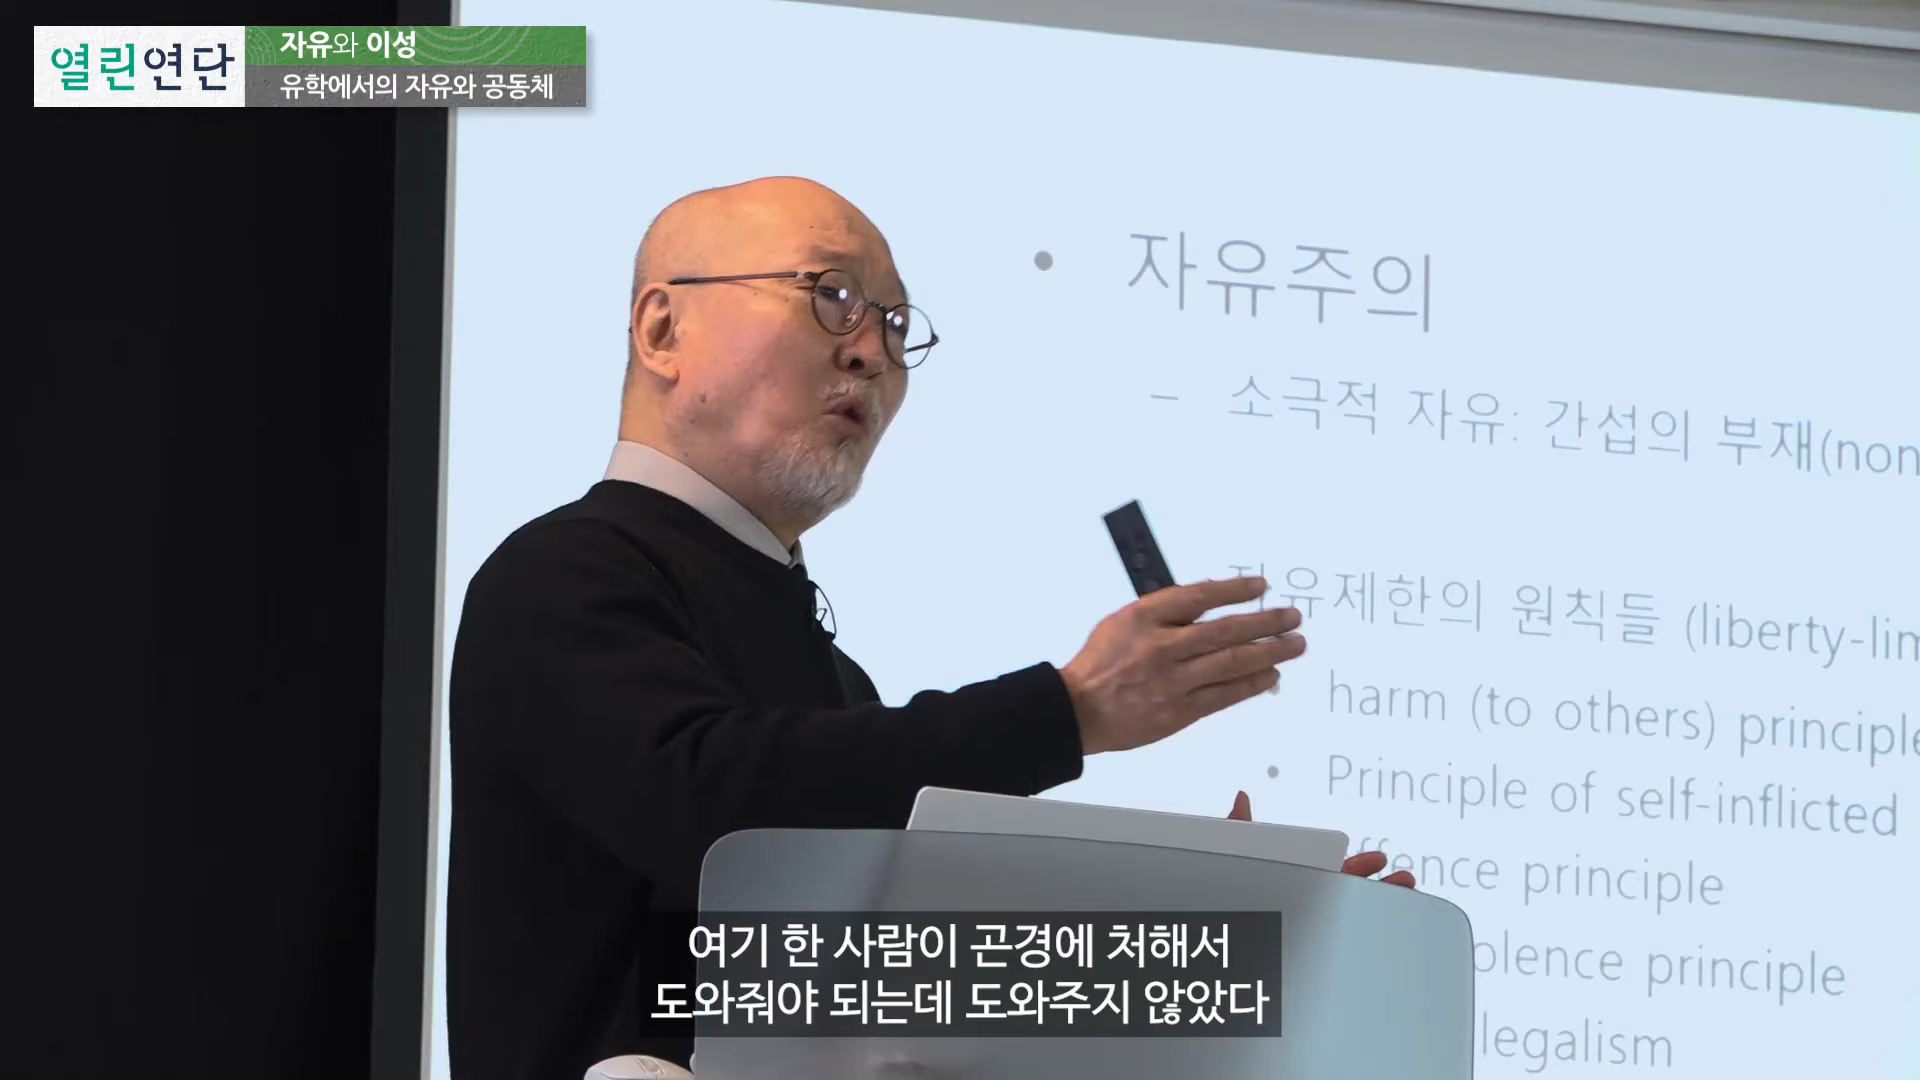 열린연단
자유와 이성
유학에서의 자유와 공동체
• 자유주의
– 소극적 자유: 간섭의 부재(non
자유제한의 원칙들 (liberty-lim
harm (to others) principle
• Principle of self-inflicted
offence principle
olence principle
legalism
여기 한 사람이 곤경에 처해서
도와줘야 되는데 도와주지 않았다